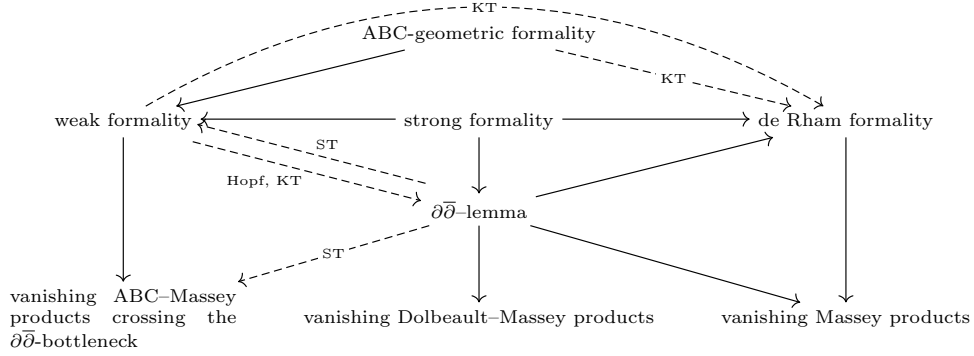 KT
ABC-geometric formality
KT
weak formality
strong formality
de Rham formality
ST
Hopf, KT
∂∂̅–lemma
ST
vanishing ABC–Massey
products crossing the
∂∂̅-bottleneck
vanishing Dolbeault–Massey products
vanishing Massey products